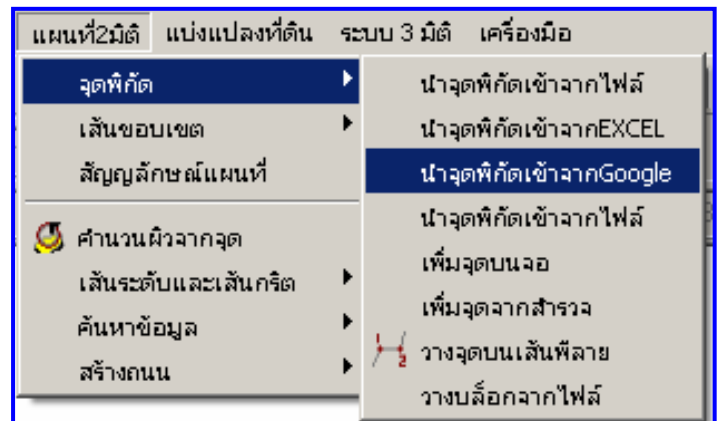 แผนที่2มิติ แบ่งแปลงที่ดิน ระบบ 3 มิติ เครื่องมือ
จุดพิกัด
เส้นขอบเขต
สัญญลักษณ์แผนที่
คำนวนผิวจากจุด
เส้นระดับและเส้นกริต
ค้นหาข้อมูล
สร้างถนน
นำจุดพิกัดเข้าจากไฟล์
นำจุดพิกัดเข้าจากEXCEL
นำจุดพิกัดเข้าจากGoogle
นำจุดพิกัดเข้าจากไฟล์
เพิ่มจุดบนจอ
เพิ่มจุดจากสำรวจ
วางจุดบนเส้นพีลาย
วางบล็อกจากไฟล์